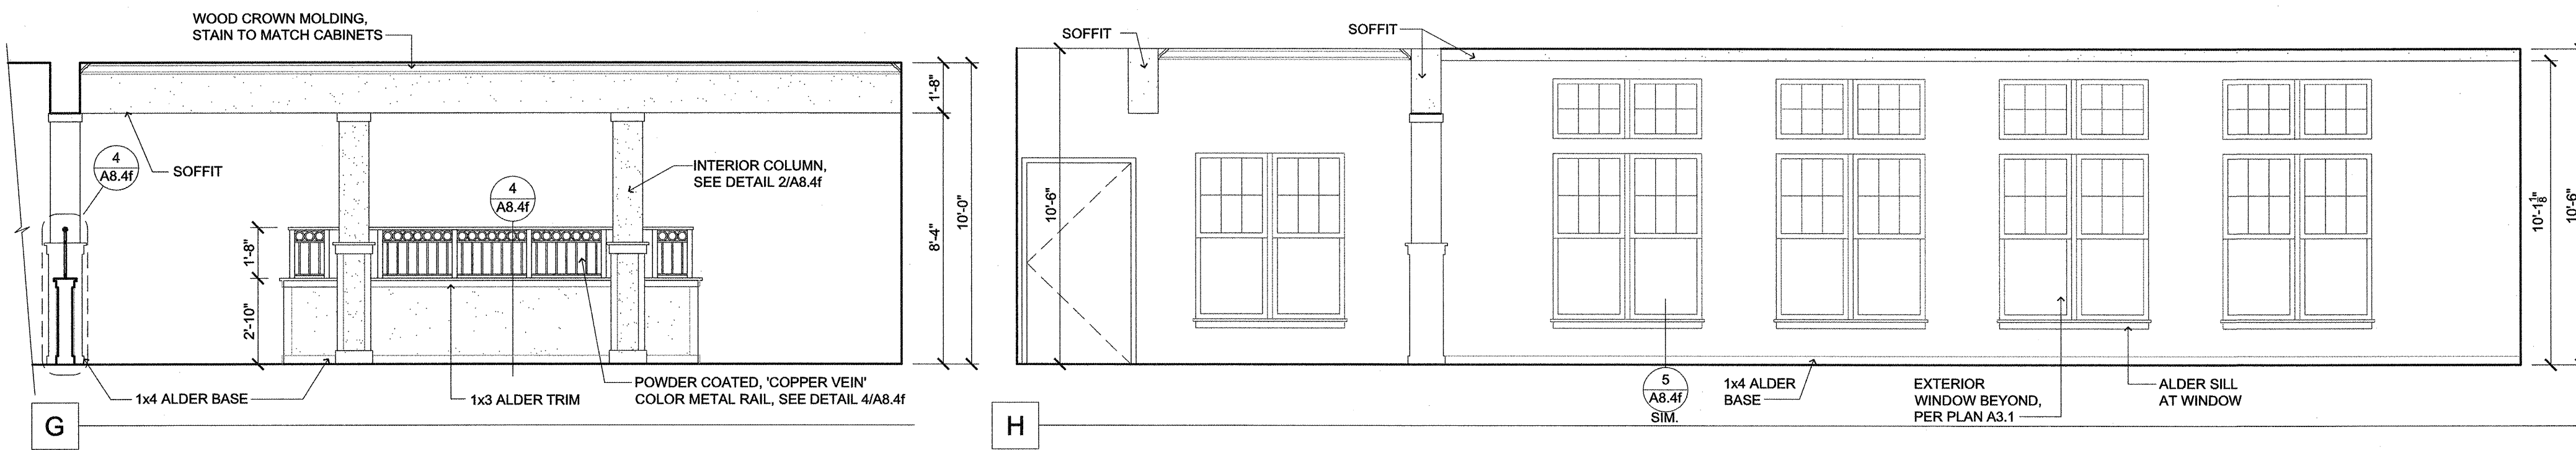 WOOD CROWN MOLDING,
STAIN TO MATCH CABINETS
4
A8.4f
SOFFIT
4
A8.4f
INTERIOR COLUMN,
SEE DETAIL 2/A8.4f
1'-8"
8'-4"
10'-0"
1'-8"
2'-10"
1x4 ALDER BASE
1x3 ALDER TRIM
POWDER COATED, 'COPPER VEIN'
COLOR METAL RAIL, SEE DETAIL 4/A8.4f
G
SOFFIT
SOFFIT
10'-6"
10'-1 1/8"
10'-6"
5
A8.4f
SIM.
1x4 ALDER
BASE
EXTERIOR
WINDOW BEYOND,
PER PLAN A3.1
ALDER SILL
AT WINDOW
H